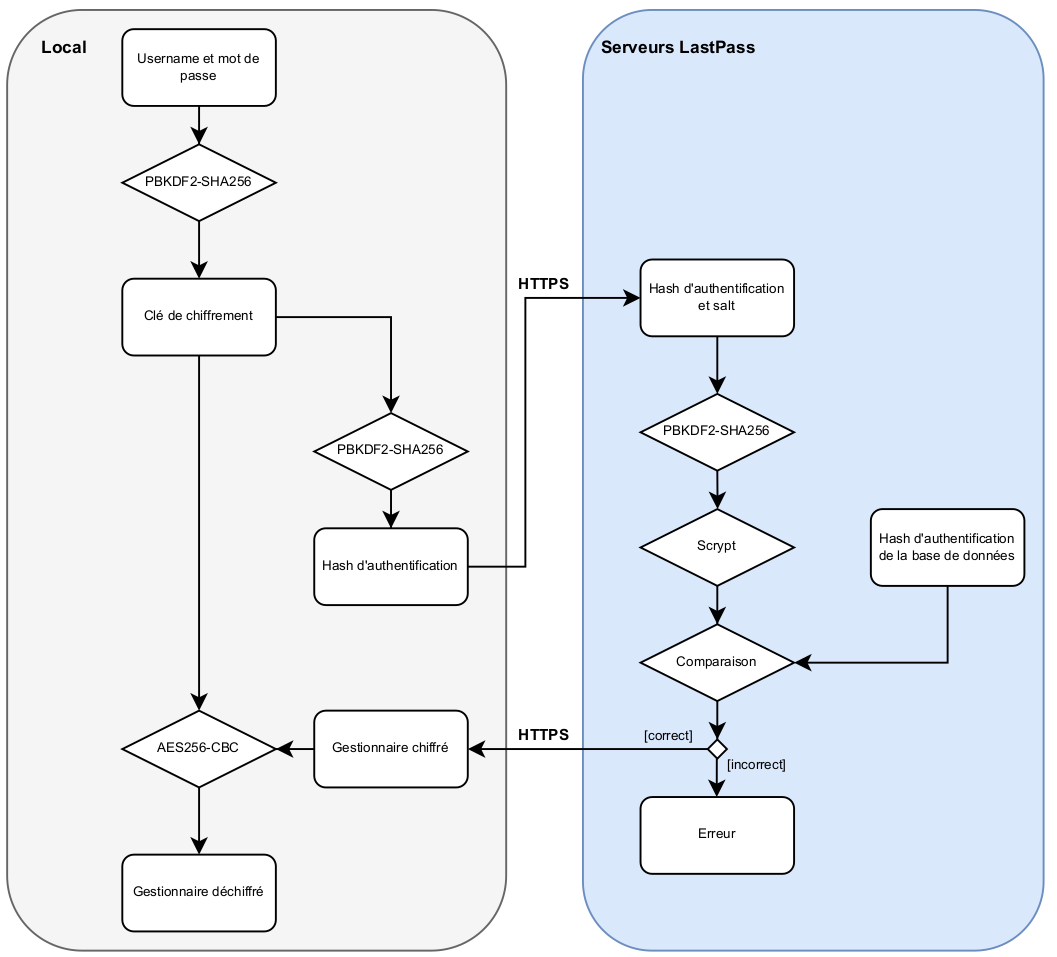 Local
Username et mot de
passe
PBKDF2-SHA256
Clé de chiffrement
PBKDF2-SHA256
Hash d'authentification
AES256-CBC
Gestionnaire chiffré
Gestionnaire déchiffré
HTTPS
HTTPS
Serveurs LastPass
Hash d'authentification
et salt
PBKDF2-SHA256
Scrypt
Hash d'authentification
de la base de données
Comparaison
[correct]
[incorrect]
Erreur